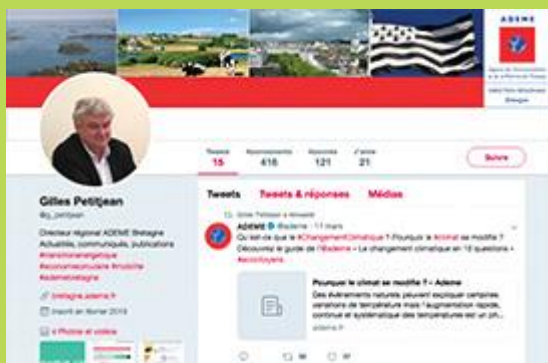 ADEME
Bretagne
Tweets Abonnements Abonnés J'aime
15 416 121 21
Suivre
Gilles Petitjean
@g_petitjean
Directeur régional ADEME Bretagne
Actualités, communiqués, publications
#transitionenergetique
#economiecirculaire #mobilite
#ademebretagne
bretagne.ademe.fr
Inscrit en février 2018
4 Photos et vidéos
Tweets Tweets & réponses Médias
Gilles Petitjean a retweeté
ADEME @ademe · 11 mars
Qu'est-ce que le #ChangementClimatique ? Pourquoi le #climat se modifie ?
Découvrez le guide de l'@ademe « Le changement climatique en 10 questions »
#ecocitoyens
Pourquoi le climat se modifie ? – Ademe
Des événements naturels peuvent expliquer certaines
variations de température mais l'augmentation rapide,
continue et systématique des températures est un ph...
ademe.fr